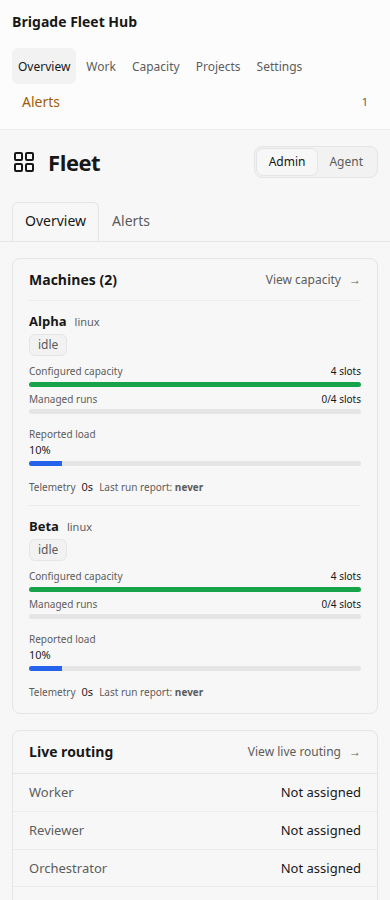 Brigade Fleet Hub
Overview Work Capacity Projects Settings
Alerts 1
Fleet Admin Agent
Overview Alerts
Machines (2) View capacity →
Alpha linux
idle
Configured capacity 4 slots
Managed runs 0/4 slots
Reported load
10%
Telemetry 0s Last run report: never
Beta linux
idle
Configured capacity 4 slots
Managed runs 0/4 slots
Reported load
10%
Telemetry 0s Last run report: never
Live routing View live routing →
Worker Not assigned
Reviewer Not assigned
Orchestrator Not assigned